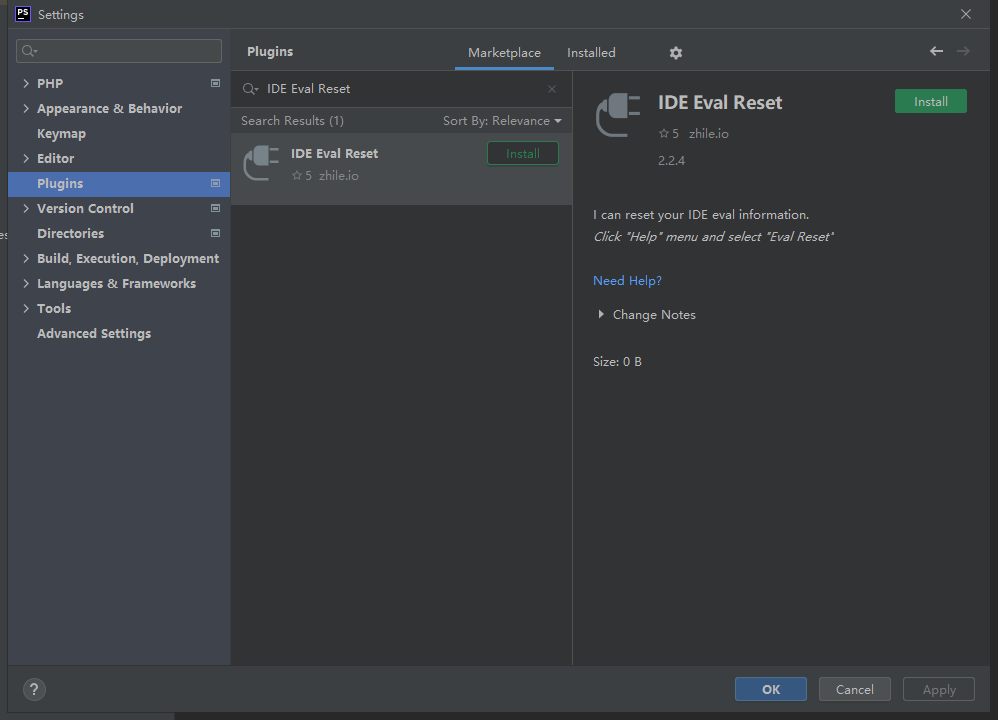 PS
Settings
Plugins
Marketplace
Installed
PHP
Appearance & Behavior
Keymap
Editor
Plugins
Version Control
Directories
Build, Execution, Deployment
Languages & Frameworks
Tools
Advanced Settings
IDE Eval Reset
Search Results (1)
Sort By: Relevance
IDE Eval Reset
Install
5 zhile.io
IDE Eval Reset
Install
5 zhile.io
2.2.4
I can reset your IDE eval information.
Click "Help" menu and select "Eval Reset"
Need Help?
Change Notes
Size: 0 B
?
OK
Cancel
Apply